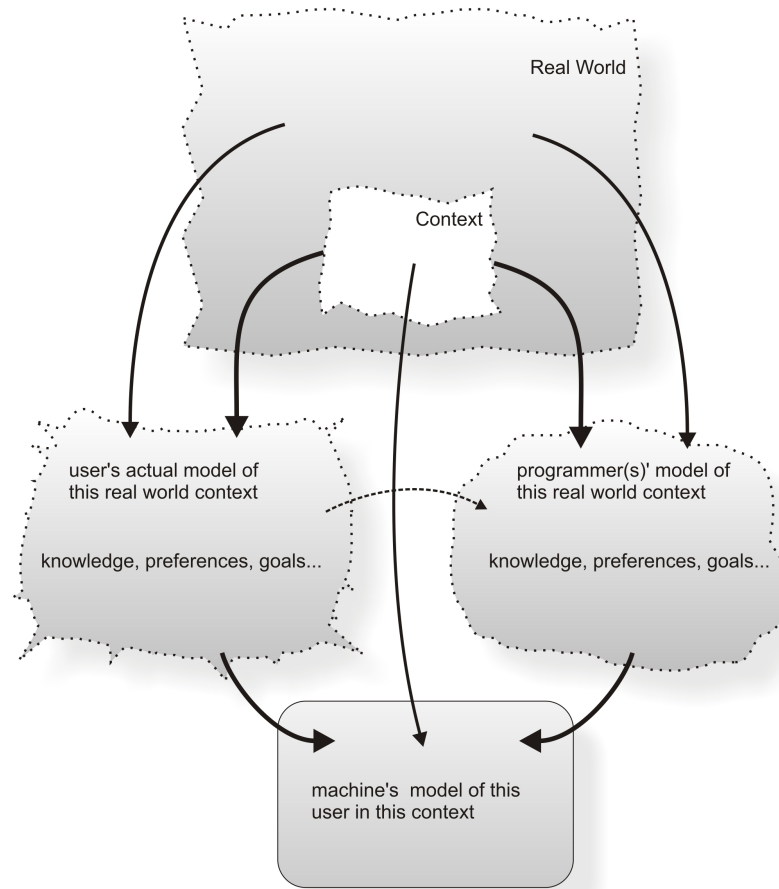 Real World
Context
user's actual model of
this real world context
knowledge, preferences, goals...
programmer(s)' model of
this real world context
knowledge, preferences, goals...
machine's model of this
user in this context